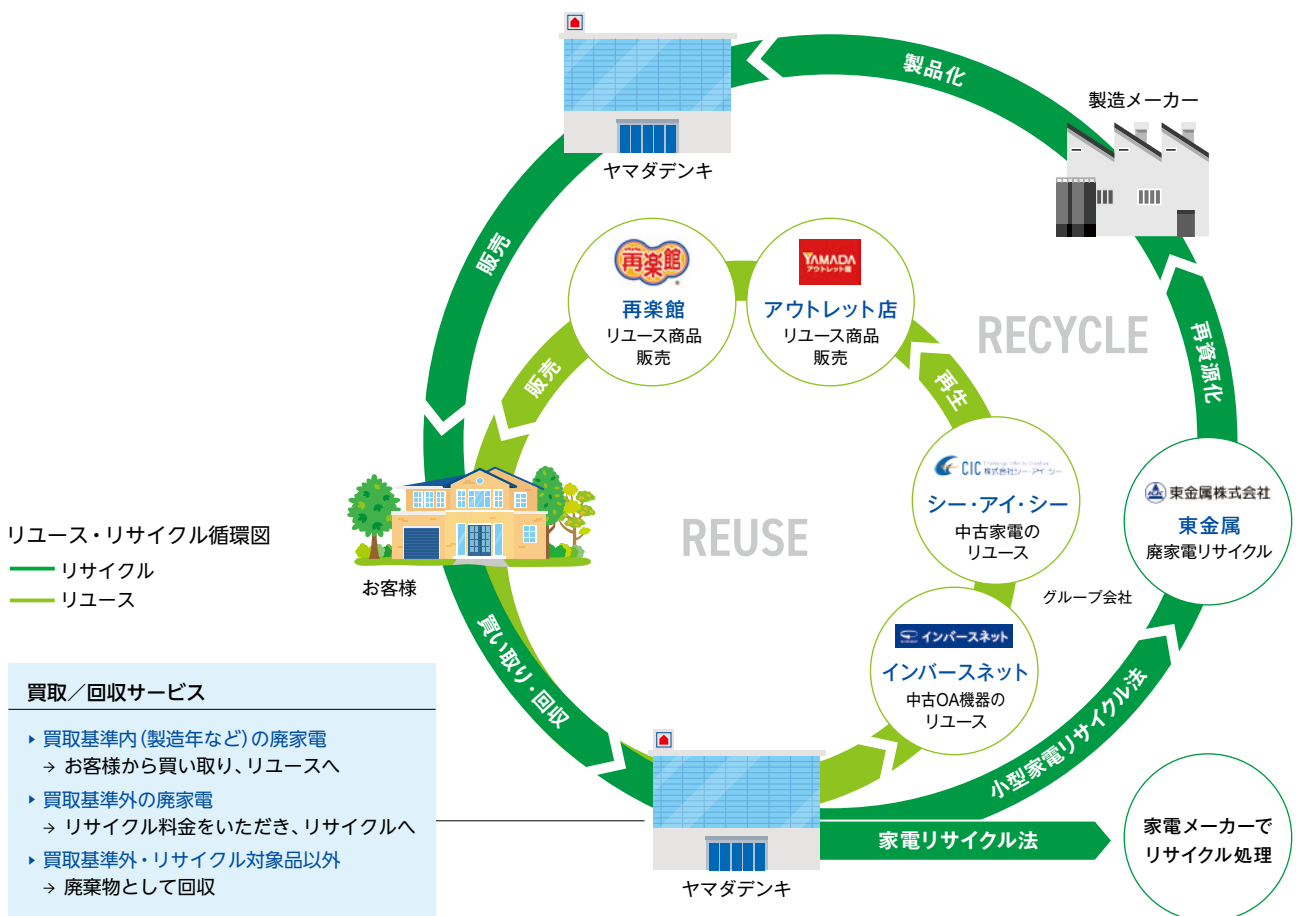 製品化
製造メーカー
ヤマダデンキ
販売
再楽館
再楽館
リユース商品
販売
YAMADA
アウトレット館
アウトレット店
リユース商品
販売
RECYCLE
再資源化
販売
再生
CIC
株式会社シー・アイ・シー
シー・アイ・シー
中古家電の
リユース
東金属株式会社
東金属
廃家電リサイクル
REUSE
リユース・リサイクル循環図
リサイクル
リユース
お客様
グループ会社
インバースネット
インバースネット
中古OA機器の
リユース
買い取り・回収
小型家電リサイクル法
買取／回収サービス
▸ 買取基準内（製造年など）の廃家電
→ お客様から買い取り、リユースへ
▸ 買取基準外の廃家電
→ リサイクル料金をいただき、リサイクルへ
▸ 買取基準外・リサイクル対象品以外
→ 廃棄物として回収
家電リサイクル法
家電メーカーで
リサイクル処理
ヤマダデンキ